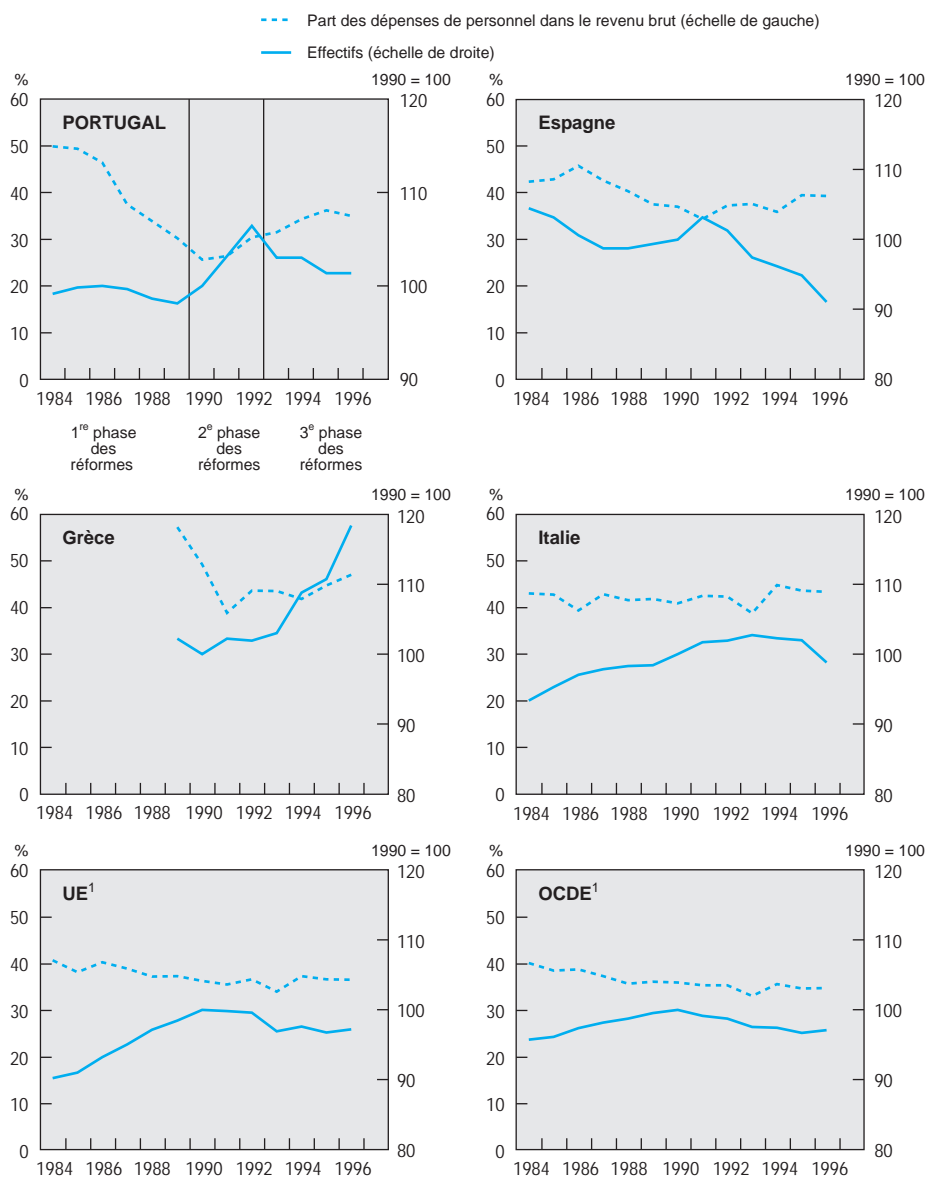 Part des dépenses de personnel dans le revenu brut (échelle de gauche)
Effectifs (échelle de droite)
% 1990 = 100
60 120
PORTUGAL
50
40 110
30
20 100
10
0 90
1984 1986 1988 1990 1992 1994 1996
1re phase des réformes
2e phase des réformes
3e phase des réformes
% 1990 = 100
60 120
Espagne
50 110
40
30 100
20
10 90
0 80
1984 1986 1988 1990 1992 1994 1996
% 1990 = 100
60 120
Grèce
50 110
40
30 100
20
10 90
0 80
1984 1986 1988 1990 1992 1994 1996
% 1990 = 100
60 120
Italie
50 110
40
30 100
20
10 90
0 80
1984 1986 1988 1990 1992 1994 1996
% 1990 = 100
60 120
UE1
50 110
40
30 100
20
10 90
0 80
1984 1986 1988 1990 1992 1994 1996
% 1990 = 100
60 120
OCDE1
50 110
40
30 100
20
10 90
0 80
1984 1986 1988 1990 1992 1994 1996